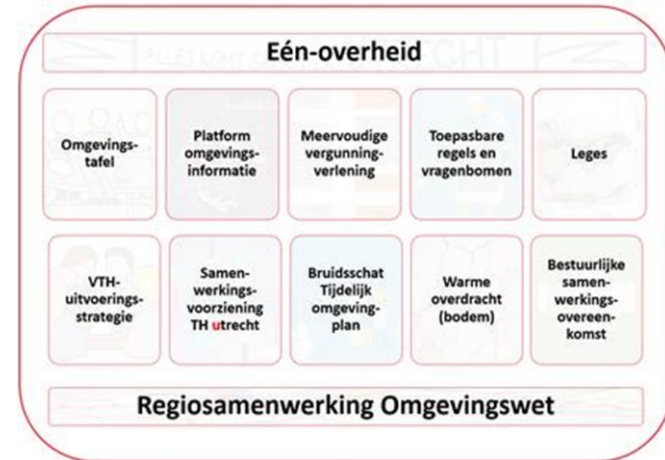 Eén-overheid
Omgevings-
tafel
Platform
omgevings-
informatie
Meervoudige
vergunning-
verlening
Toepasbare
regels en
vragenbomen
Leges
VTH-
uitvoerings-
strategie
Samen-
werkings-
voorziening
TH utrecht
Bruidsschat
Tijdelijk
omgeving-
plan
Warme
overdracht
(bodem)
Bestuurlijke
samen-
werkings-
overeen-
komst
Regiosamenwerking Omgevingswet